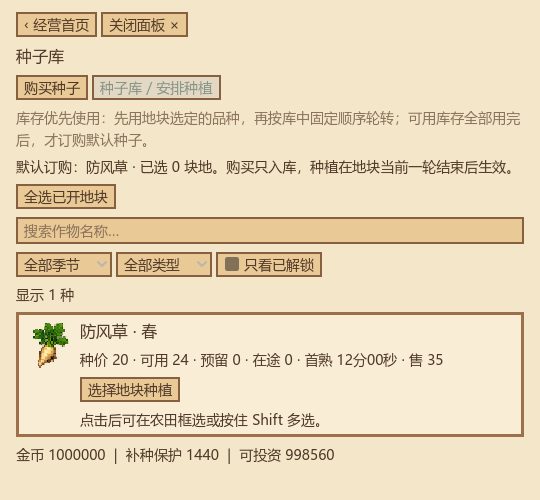 ‹ 经营首页 关闭面板 ×
种子库
购买种子 种子库 / 安排种植
库存优先使用：先用地块选定的品种，再按库中固定顺序轮转；可用库存全部用完
后，才订购默认种子。
默认订购：防风草 · 已选 0 块地。购买只入库，种植在地块当前一轮结束后生效。
全选已开地块
搜索作物名称...
全部季节 全部类型 只看已解锁
显示 1 种
防风草 · 春
种价 20 · 可用 24 · 预留 0 · 在途 0 · 首熟 12分00秒 · 售 35
选择地块种植
点击后可在农田框选或按住 Shift 多选。
金币 1000000 | 补种保护 1440 | 可投资 998560